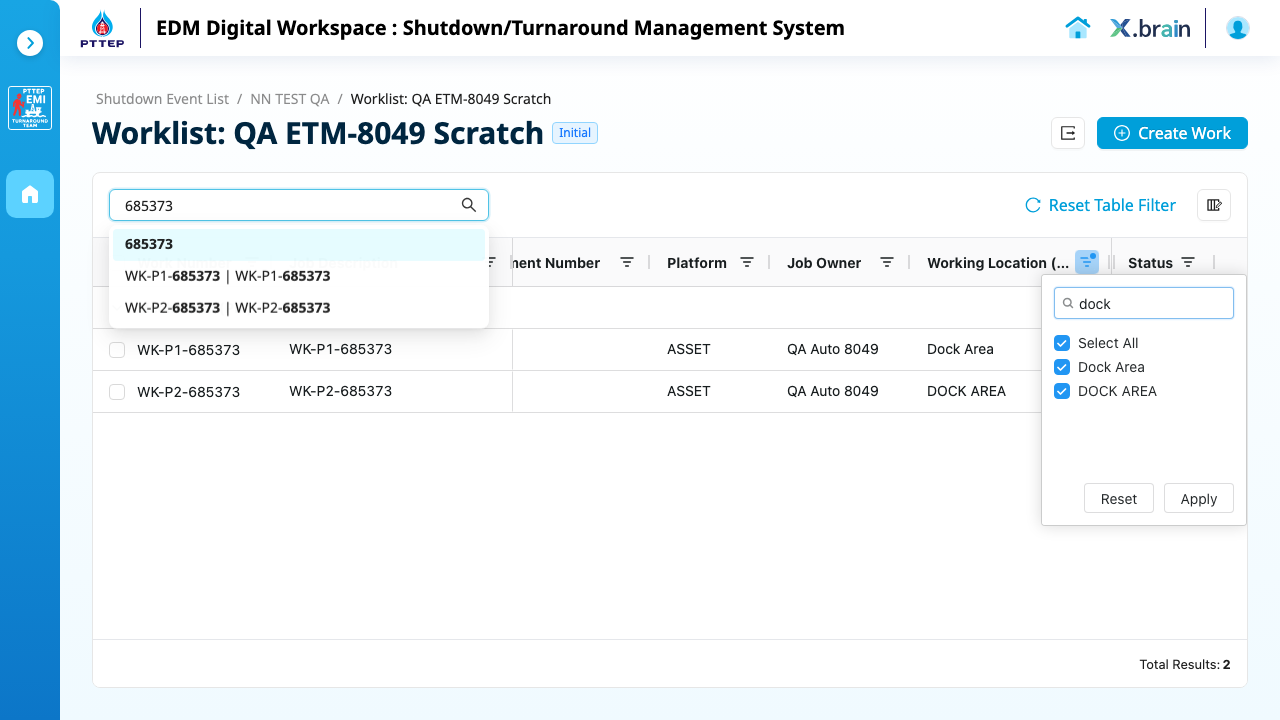 PTTEP
EDM Digital Workspace : Shutdown/Turnaround Management System
X.brain
PTTEP
EMI
TURNAROUND
TEAM
Shutdown Event List / NN TEST QA / Worklist: QA ETM-8049 Scratch
Worklist: QA ETM-8049 Scratch
Initial
Create Work
685373
Reset Table Filter
685373
WK-P1-685373 | WK-P1-685373
WK-P2-685373 | WK-P2-685373
Number
Platform
Job Owner
Working Location (...
Status
WK-P1-685373 WK-P1-685373 ASSET QA Auto 8049 Dock Area
WK-P2-685373 WK-P2-685373 ASSET QA Auto 8049 DOCK AREA
dock
Select All
Dock Area
DOCK AREA
Reset
Apply
Total Results: 2